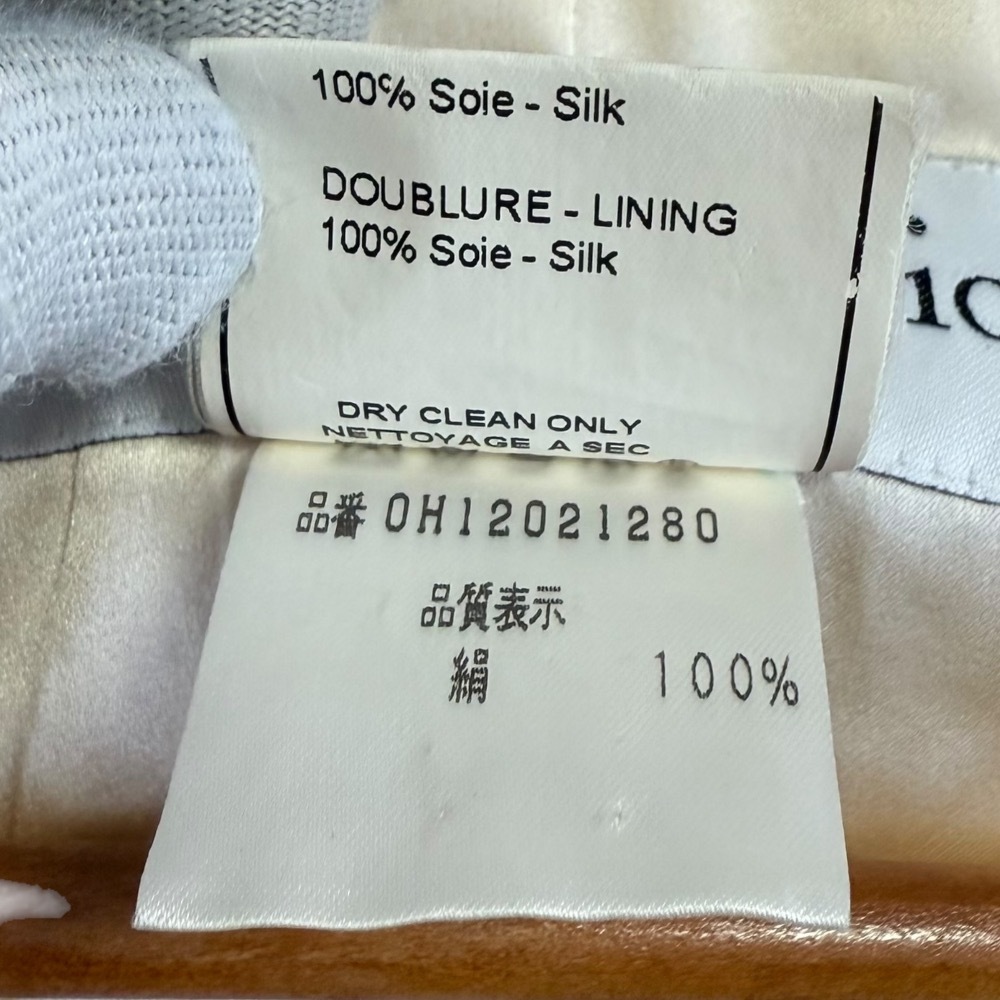 100% Soie - Silk
DOUBLURE - LINING
100% Soie - Silk
DRY CLEAN ONLY
NETTOYAGE A SEC
品番 0H12021280
品質表示
絹 100%